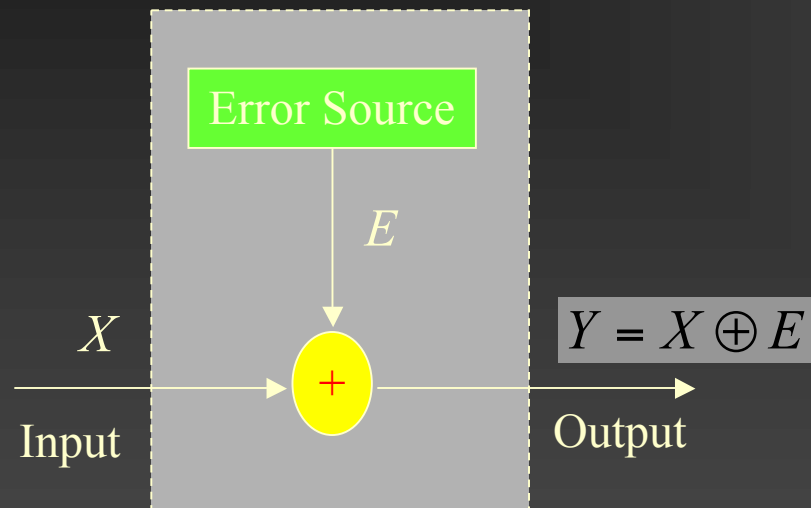 Error Source
E
X
Y = X ⊕ E
+
Input
Output